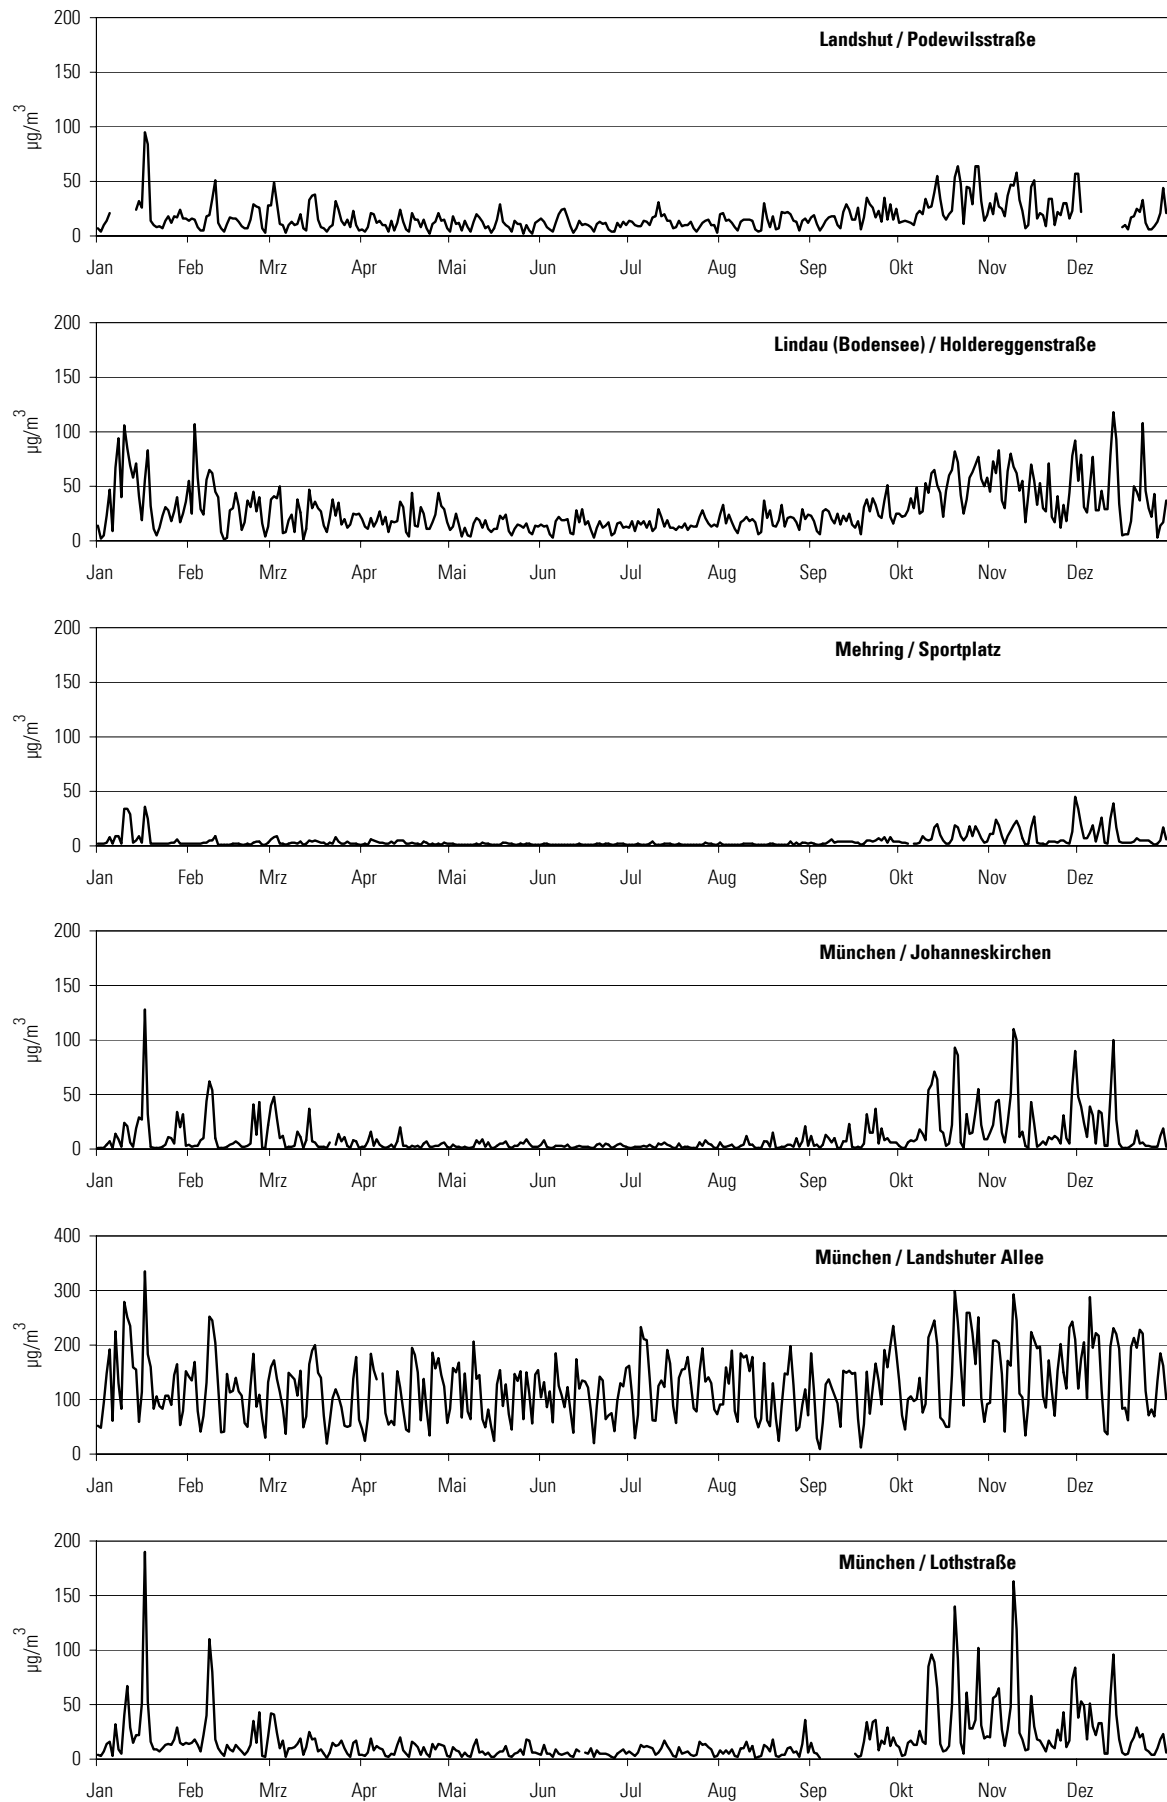 200
Landshut / Podewilsstraße
150
µg/m³
100
50
0
Jan Feb Mrz Apr Mai Jun Jul Aug Sep Okt Nov Dez
200
Lindau (Bodensee) / Holdereggenstraße
150
µg/m³
100
50
0
Jan Feb Mrz Apr Mai Jun Jul Aug Sep Okt Nov Dez
200
Mehring / Sportplatz
150
µg/m³
100
50
0
Jan Feb Mrz Apr Mai Jun Jul Aug Sep Okt Nov Dez
200
München / Johanneskirchen
150
µg/m³
100
50
0
Jan Feb Mrz Apr Mai Jun Jul Aug Sep Okt Nov Dez
400
München / Landshuter Allee
300
µg/m³
200
100
0
Jan Feb Mrz Apr Mai Jun Jul Aug Sep Okt Nov Dez
200
München / Lothstraße
150
µg/m³
100
50
0
Jan Feb Mrz Apr Mai Jun Jul Aug Sep Okt Nov Dez